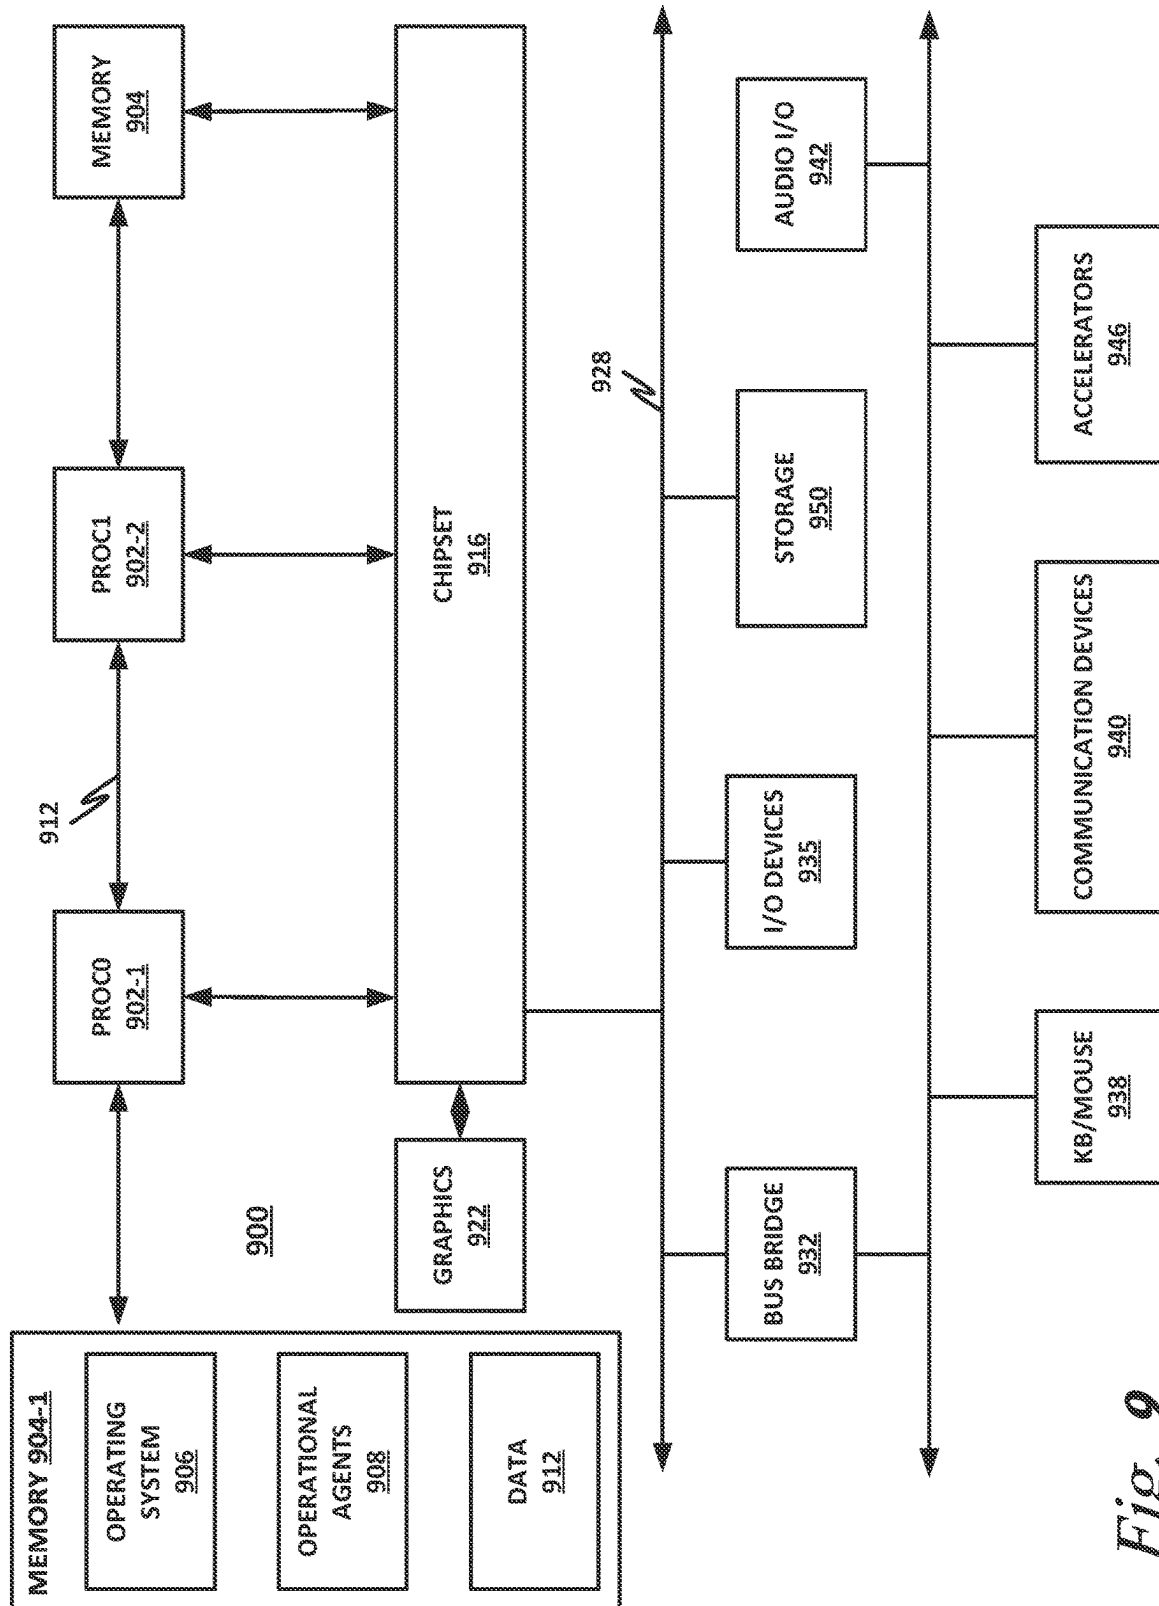 MEMORY 904-1
OPERATING
SYSTEM
906
OPERATIONAL
AGENTS
908
DATA
912
900
PROC0
902-1
912
PROC1
902-2
MEMORY
904
GRAPHICS
922
CHIPSET
916
928
BUS BRIDGE
932
I/O DEVICES
935
STORAGE
950
AUDIO I/O
942
KB/MOUSE
938
COMMUNICATION DEVICES
940
ACCELERATORS
946
Fig. 9